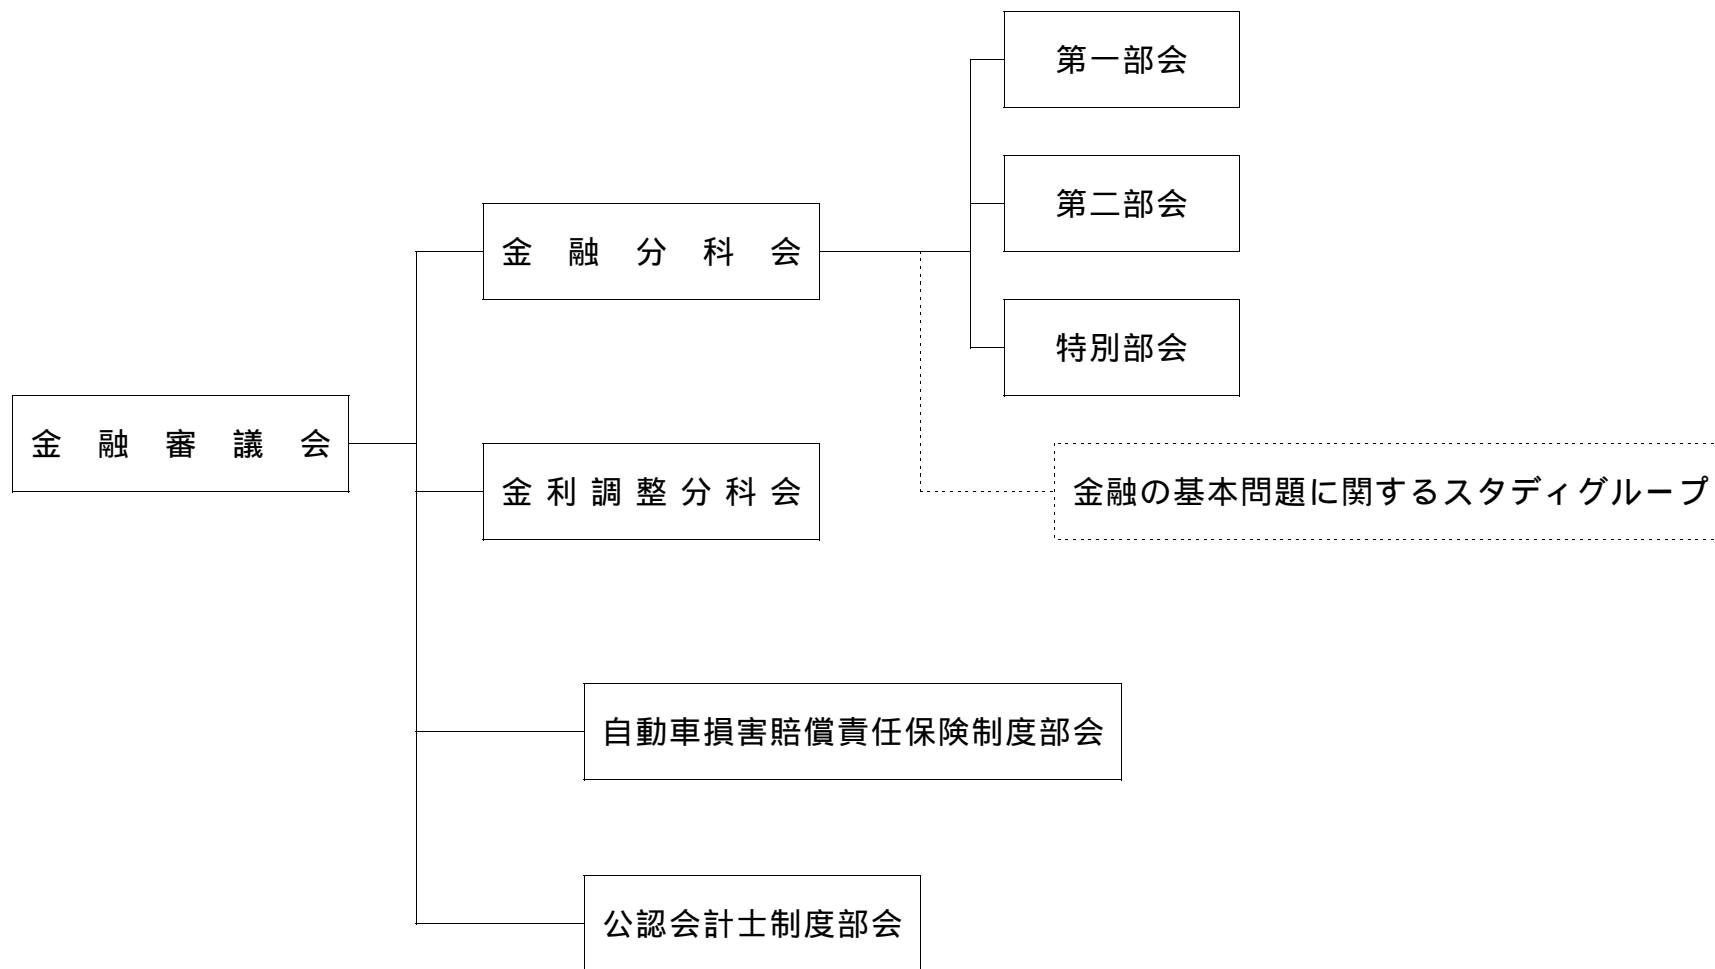 金融審議会
金融分科会
第一部会
第二部会
特別部会
金融の基本問題に関するスタディグループ
金利調整分科会
自動車損害賠償責任保険制度部会
公認会計士制度部会